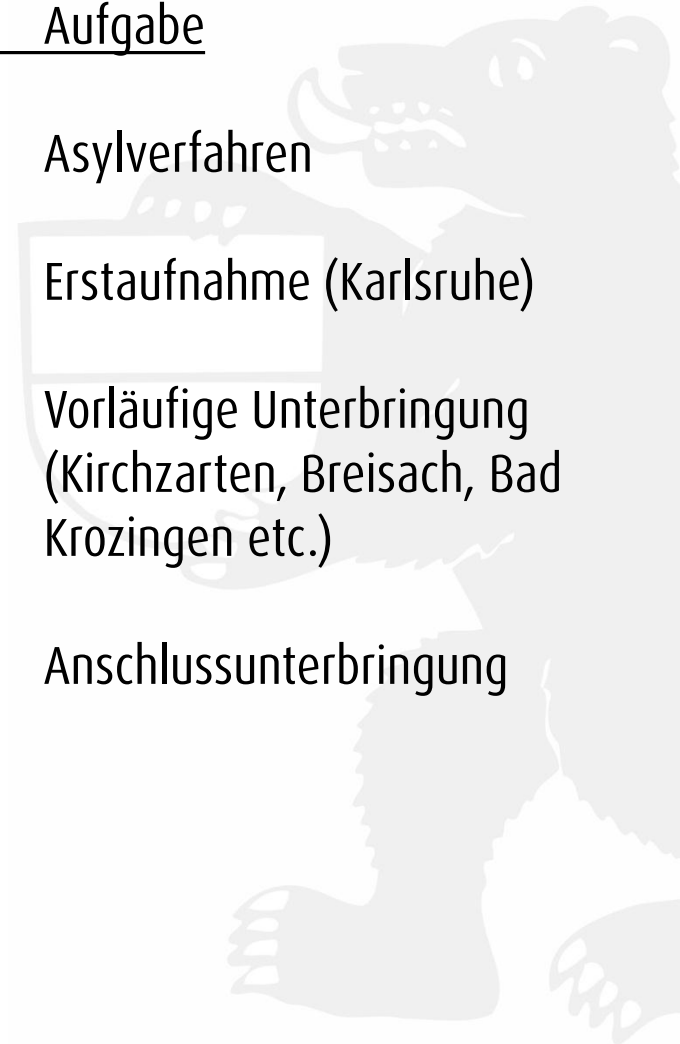 Aufgabe
Asylverfahren
Erstaufnahme (Karlsruhe)
Vorläufige Unterbringung
(Kirchzarten, Breisach, Bad
Krozingen etc.)
Anschlussunterbringung